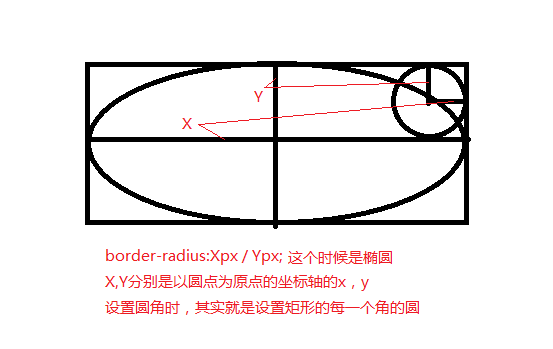 Y
X
border-radius:Xpx / Ypx; 这个时候是椭圆
X,Y分别是以圆点为原点的坐标轴的x，y
设置圆角时，其实就是设置矩形的每一个角的圆